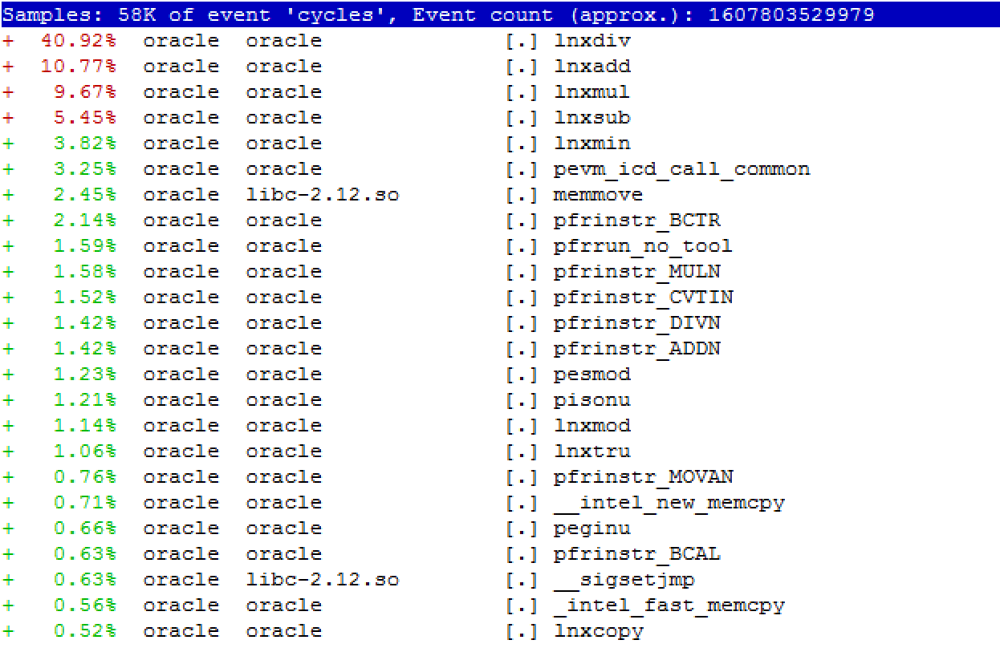 Samples: 58K of event 'cycles', Event count (approx.): 1607803529979
+ 40.92% oracle oracle [.] lnxdiv
+ 10.77% oracle oracle [.] lnxadd
+ 9.67% oracle oracle [.] lnxmul
+ 5.45% oracle oracle [.] lnxsub
+ 3.82% oracle oracle [.] lnxmin
+ 3.25% oracle oracle [.] pevm_icd_call_common
+ 2.45% oracle libc-2.12.so [.] memmove
+ 2.14% oracle oracle [.] pfrinstr_BCTR
+ 1.59% oracle oracle [.] pfrrun_no_tool
+ 1.58% oracle oracle [.] pfrinstr_MULN
+ 1.52% oracle oracle [.] pfrinstr_CVTIN
+ 1.42% oracle oracle [.] pfrinstr_DIVN
+ 1.42% oracle oracle [.] pfrinstr_ADDN
+ 1.23% oracle oracle [.] pesmod
+ 1.21% oracle oracle [.] pisonu
+ 1.14% oracle oracle [.] lnxmod
+ 1.06% oracle oracle [.] lnxtru
+ 0.76% oracle oracle [.] pfrinstr_MOVAN
+ 0.71% oracle oracle [.] __intel_new_memcpy
+ 0.66% oracle oracle [.] peginu
+ 0.63% oracle oracle [.] pfrinstr_BCAL
+ 0.63% oracle libc-2.12.so [.] __sigsetjmp
+ 0.56% oracle oracle [.] _intel_fast_memcpy
+ 0.52% oracle oracle [.] lnxcopy